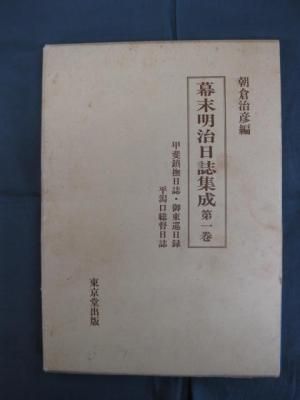 朝倉治彦編
幕末明治日誌集成 第一巻
甲斐鎮撫日誌・御東巡日録
平潟口総督日誌
東京堂出版